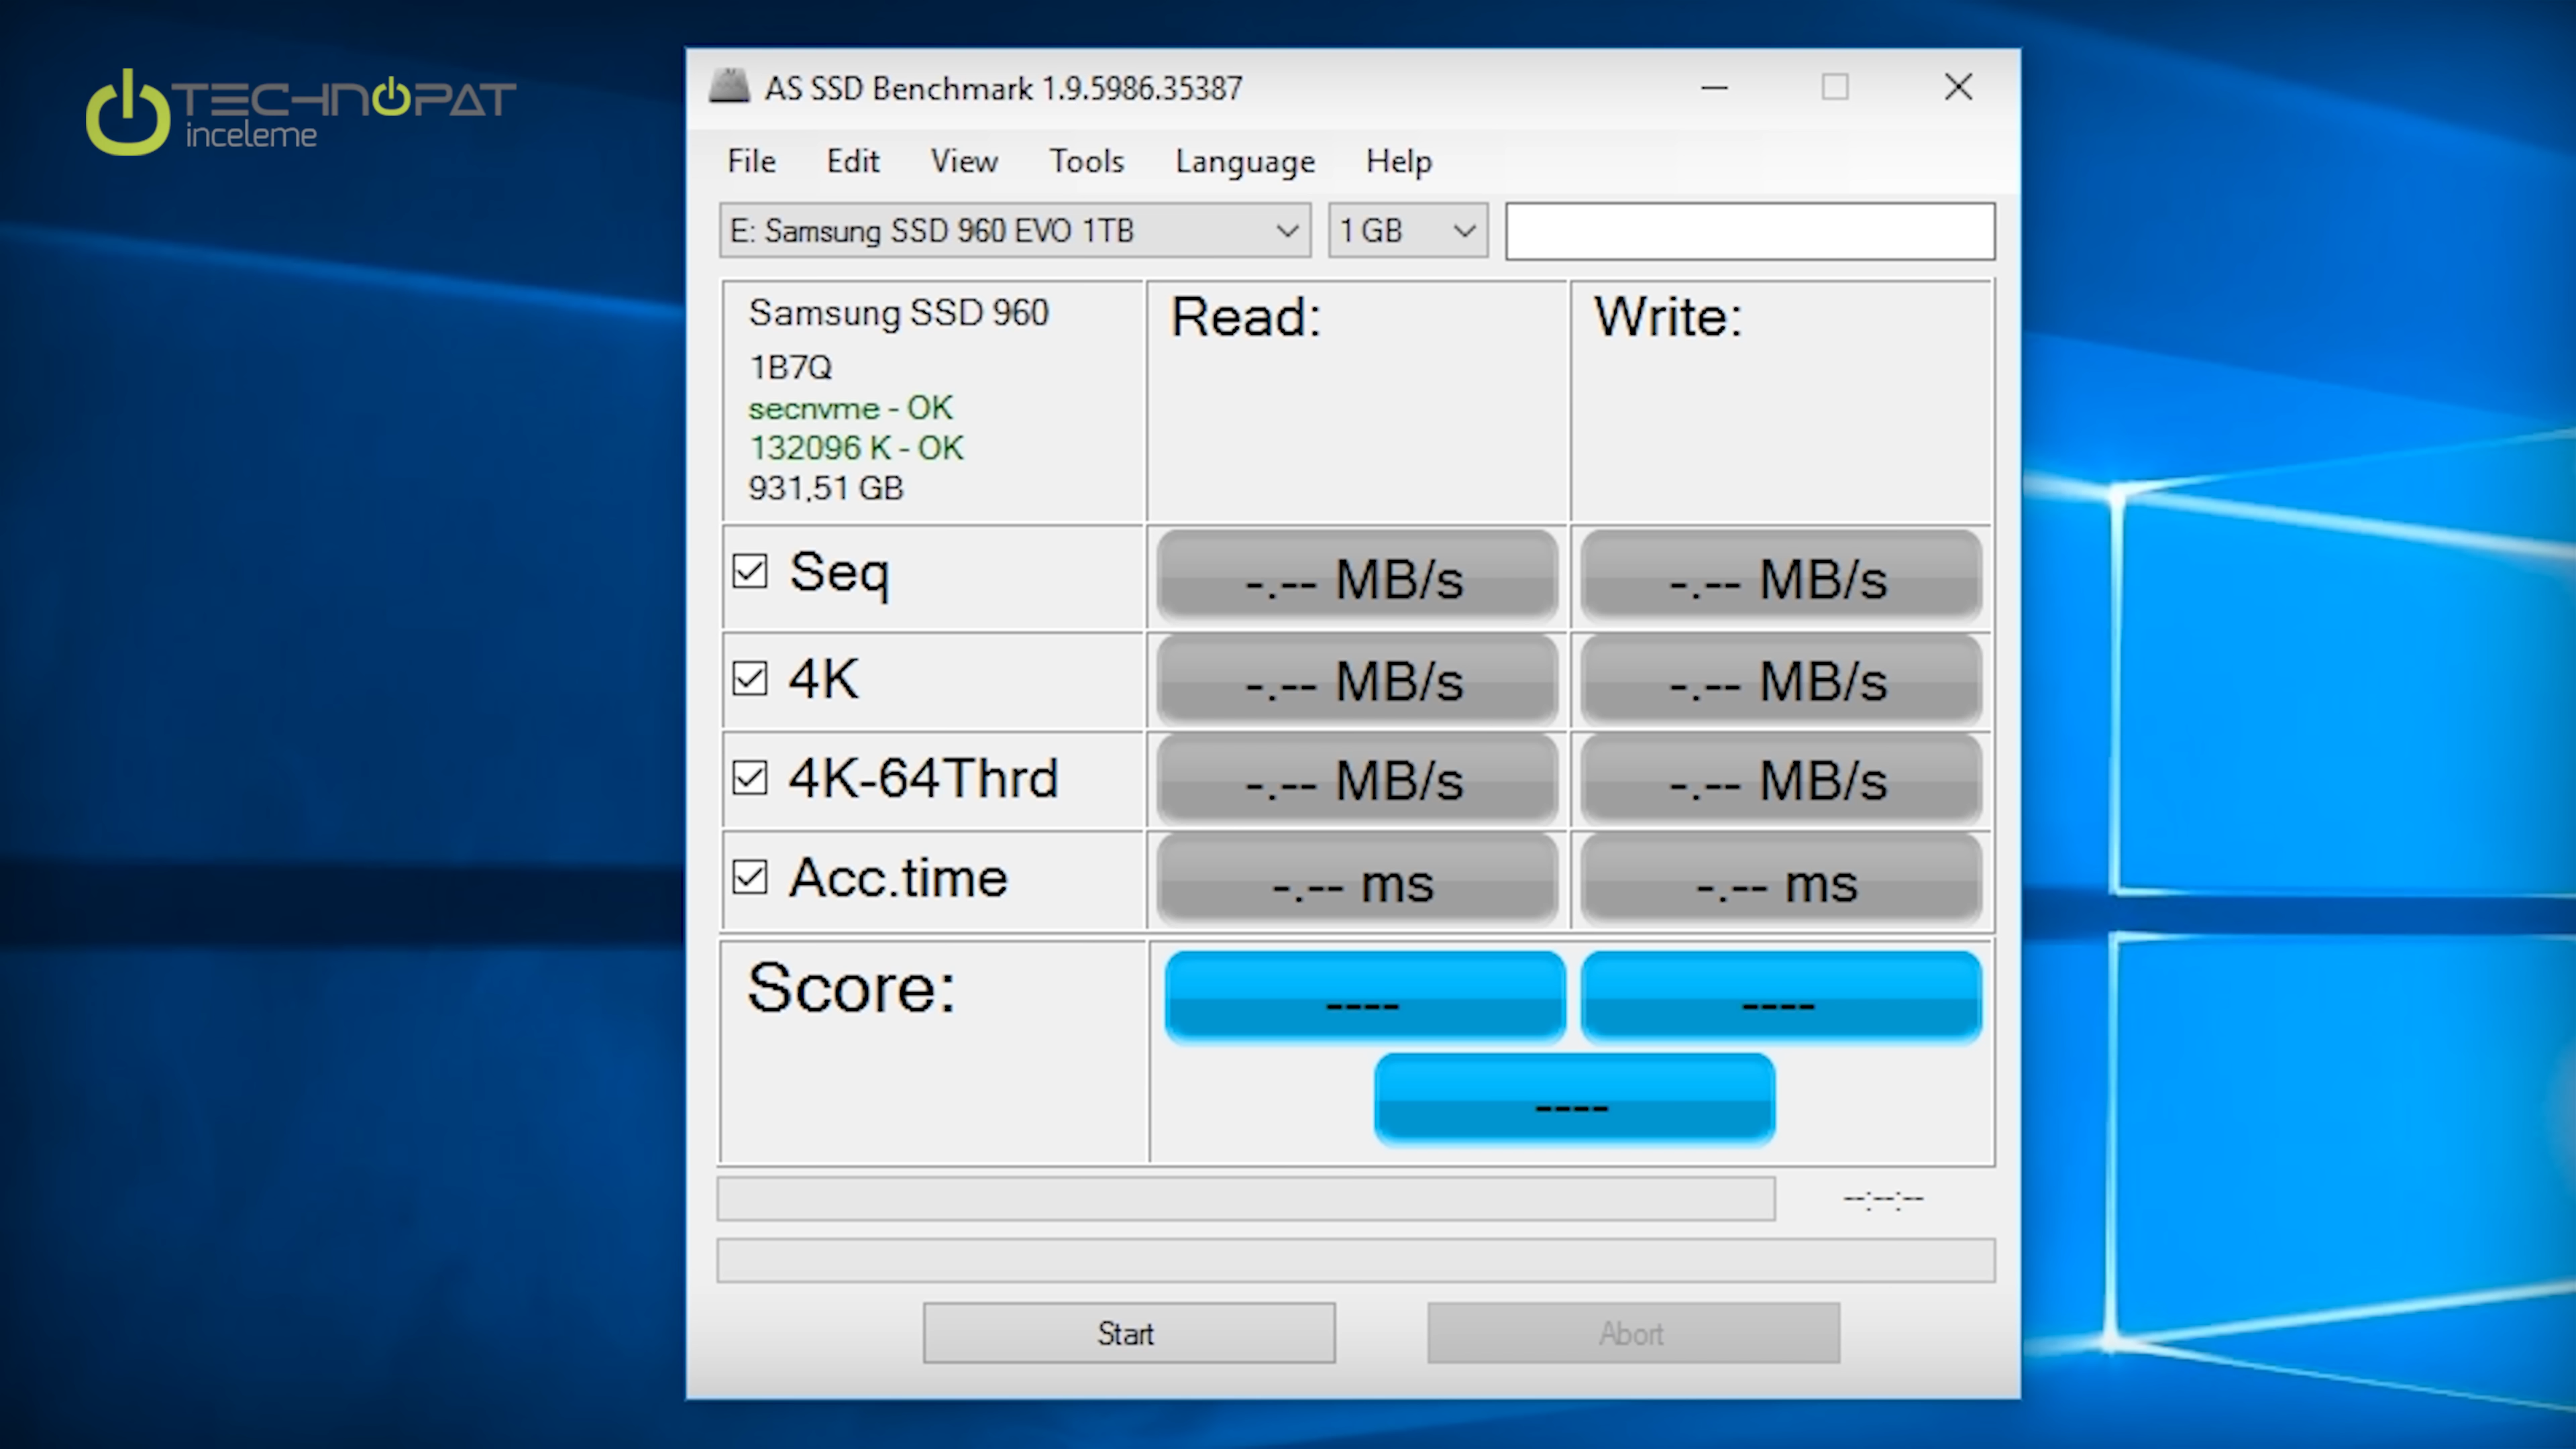 TECHNOPAT
inceleme
AS SSD Benchmark 1.9.5986.35387
File Edit View Tools Language Help
E: Samsung SSD 960 EVO 1TB 1 GB
Samsung SSD 960
1B7Q
secnvme - OK
132096 K - OK
931,51 GB
Read: Write:
Seq -.-- MB/s -.-- MB/s
4K -.-- MB/s -.-- MB/s
4K-64Thrd -.-- MB/s -.-- MB/s
Acc.time -.-- ms -.-- ms
Score: ---- ----
----
--:--:--
Start Abort